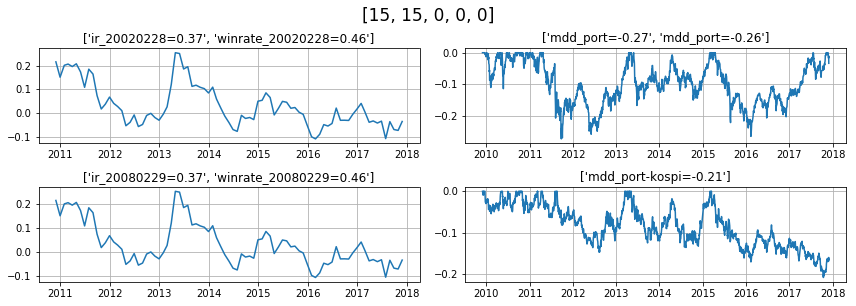 [15, 15, 0, 0, 0]
['ir_20020228=0.37', 'winrate_20020228=0.46']
0.2
0.1
0.0
−0.1
2011 2012 2013 2014 2015 2016 2017 2018
['mdd_port=-0.27', 'mdd_port=-0.26']
0.0
−0.1
−0.2
2010 2011 2012 2013 2014 2015 2016 2017 2018
['ir_20080229=0.37', 'winrate_20080229=0.46']
0.2
0.1
0.0
−0.1
2011 2012 2013 2014 2015 2016 2017 2018
['mdd_port-kospi=-0.21']
0.0
−0.1
−0.2
2010 2011 2012 2013 2014 2015 2016 2017 2018